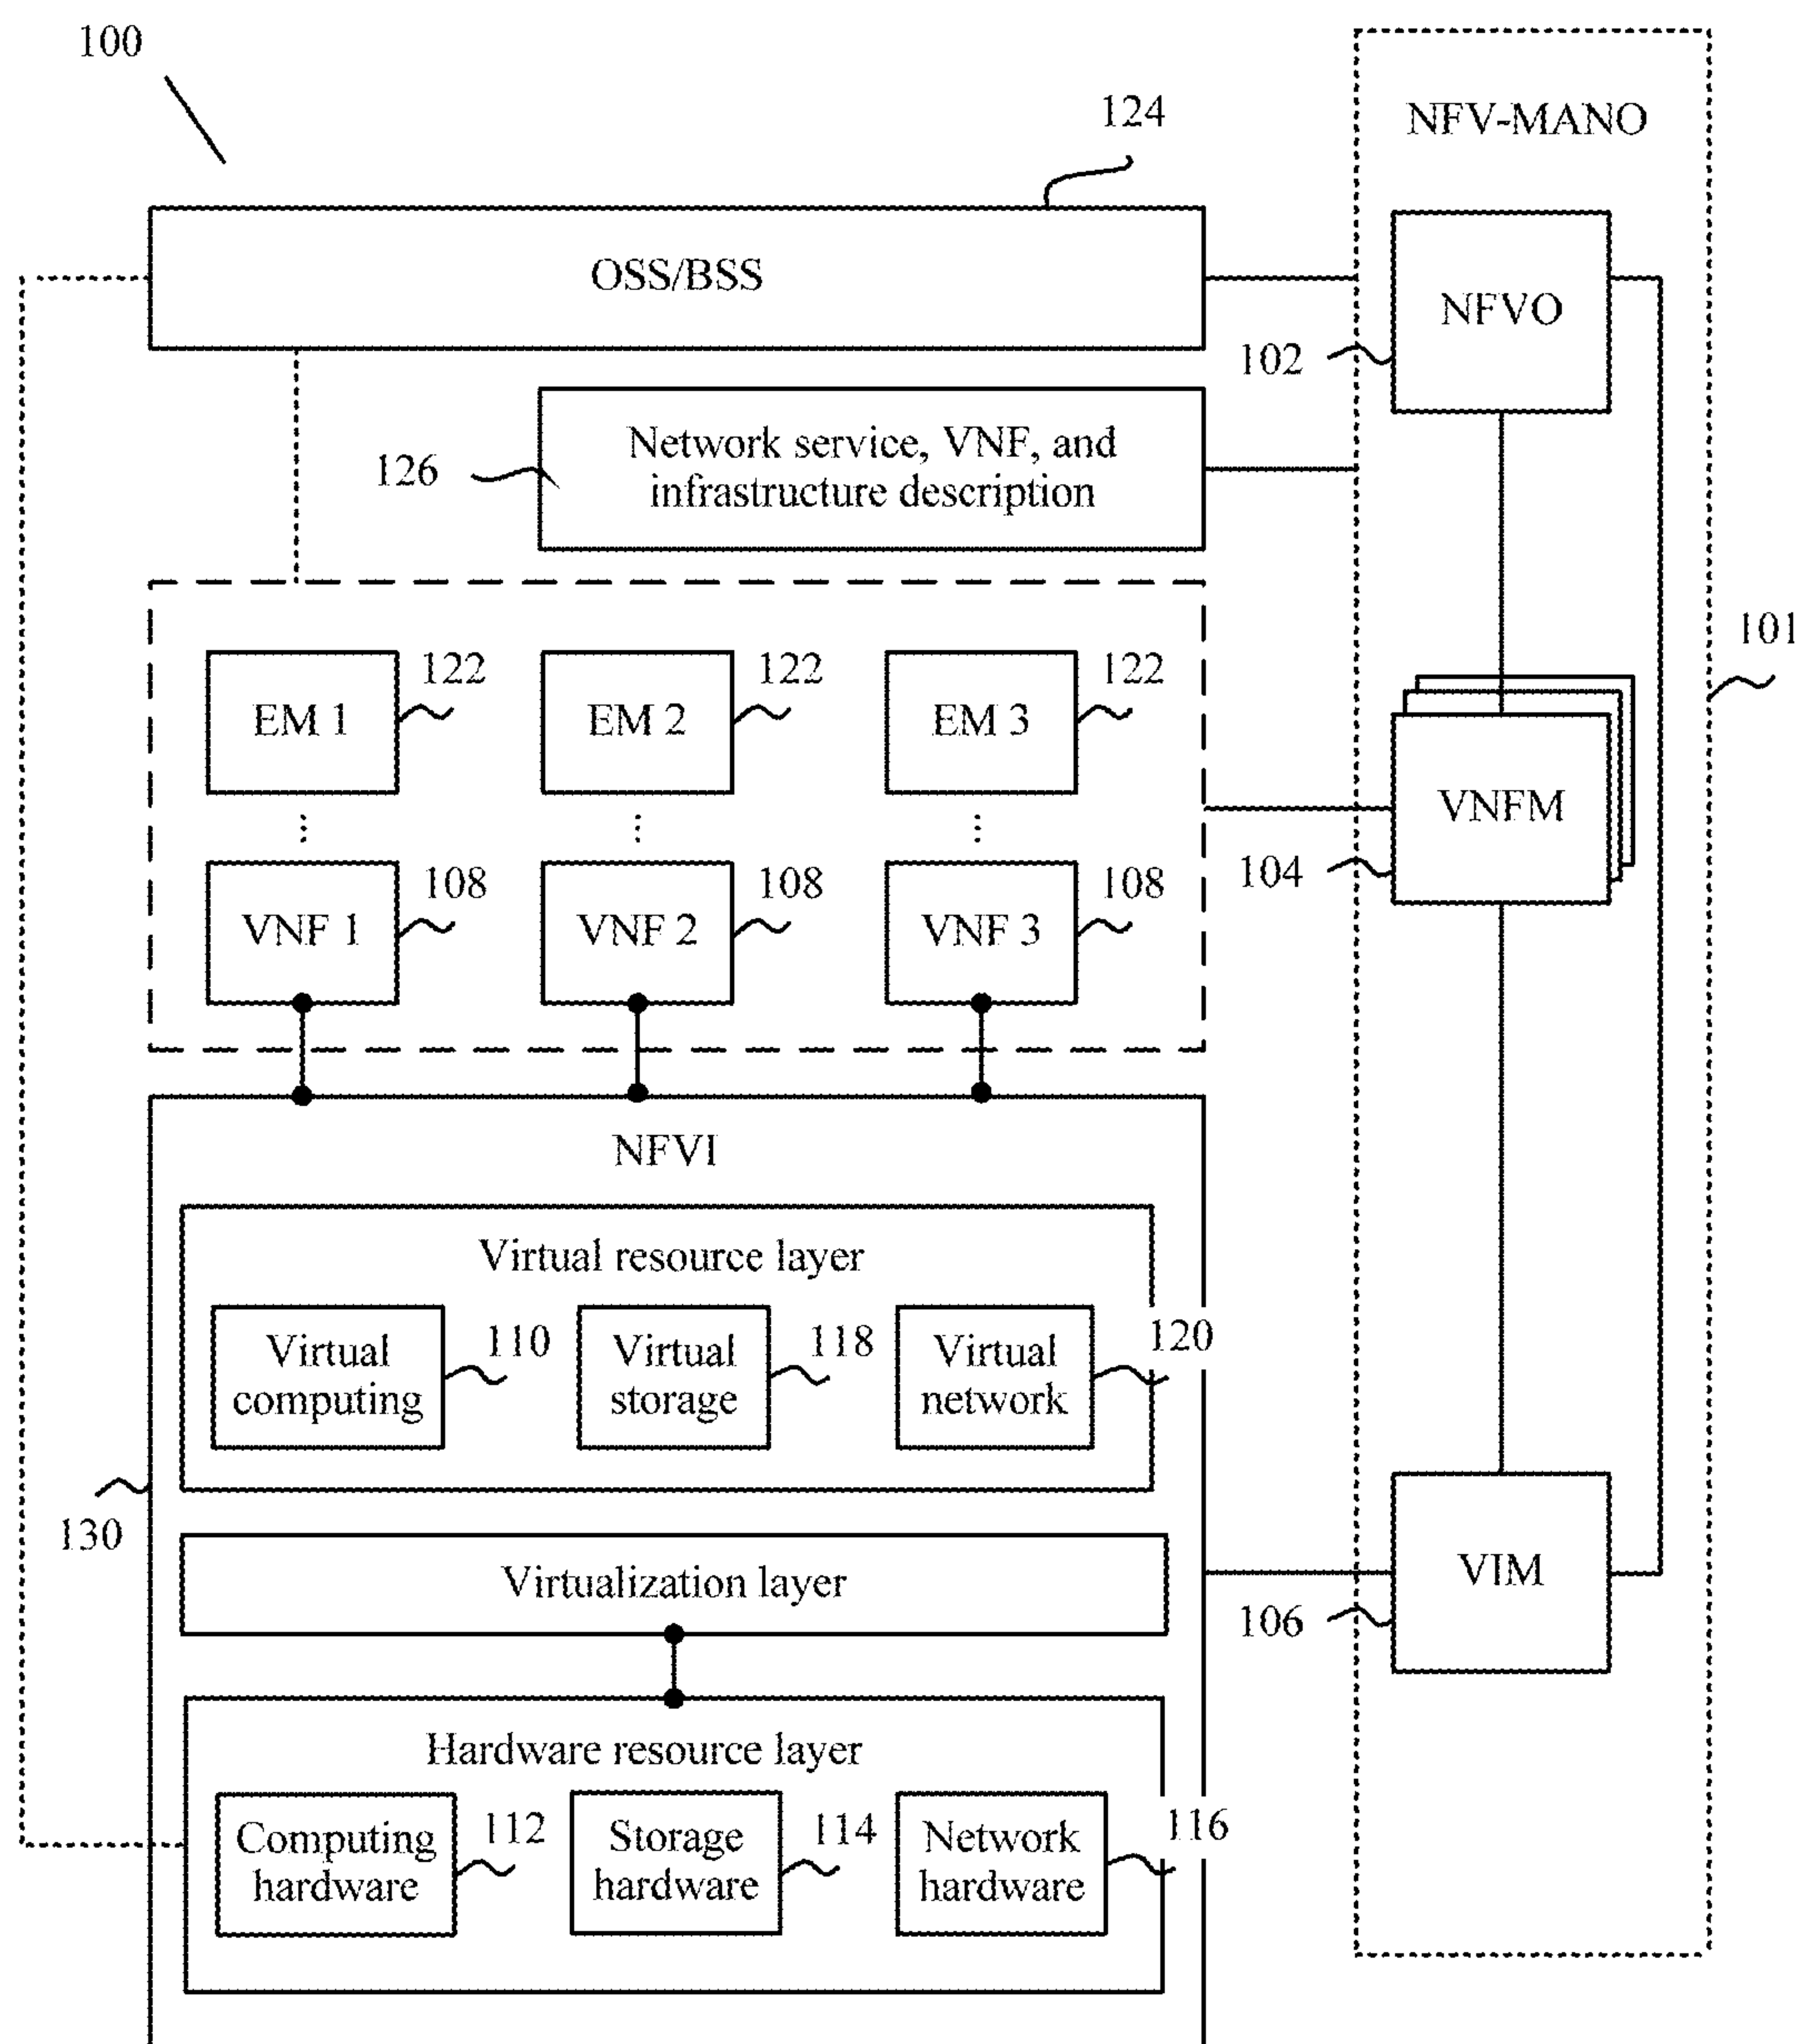 100
124
NFV-MANO
OSS/BSS
NFVO
102
Network service, VNF, and
infrastructure description
126
101
EM 1
122
EM 2
122
EM 3
122
⋮
⋮
⋮
VNFM
104
VNF 1
108
VNF 2
108
VNF 3
108
NFVI
Virtual resource layer
Virtual
computing
110
Virtual
storage
118
Virtual
network
120
130
Virtualization layer
VIM
106
Hardware resource layer
Computing
hardware
112
Storage
hardware
114
Network
hardware
116